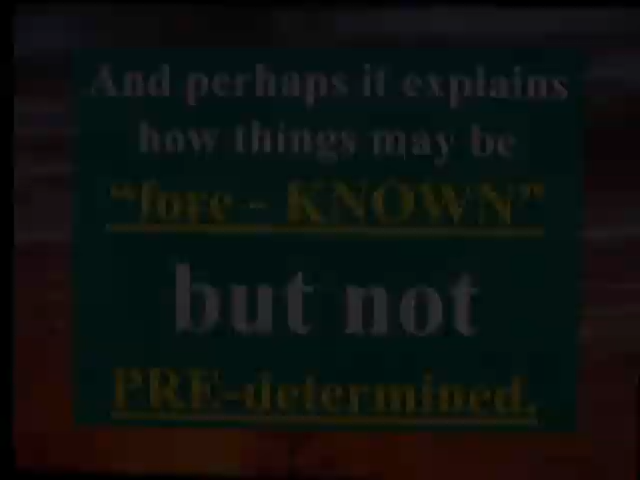 And perhaps it explains
how things may be
“fore - KNOWN”
but not
PRE-determined.